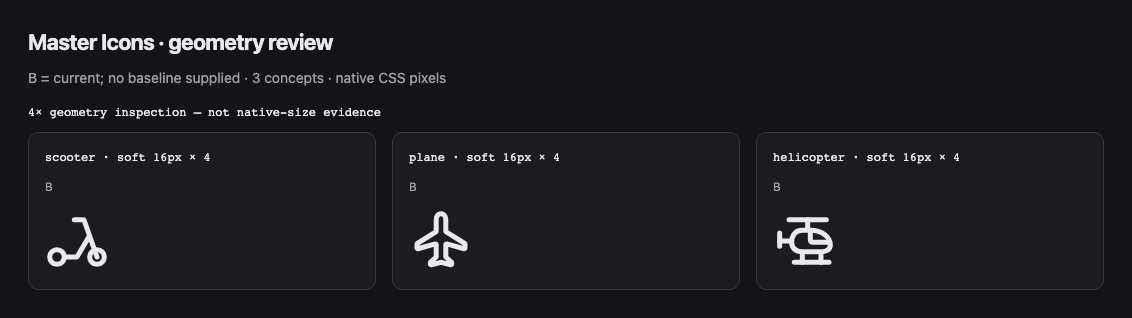 Master Icons · geometry review
B = current; no baseline supplied · 3 concepts · native CSS pixels
4× geometry inspection — not native-size evidence
scooter · soft 16px × 4
B
plane · soft 16px × 4
B
helicopter · soft 16px × 4
B